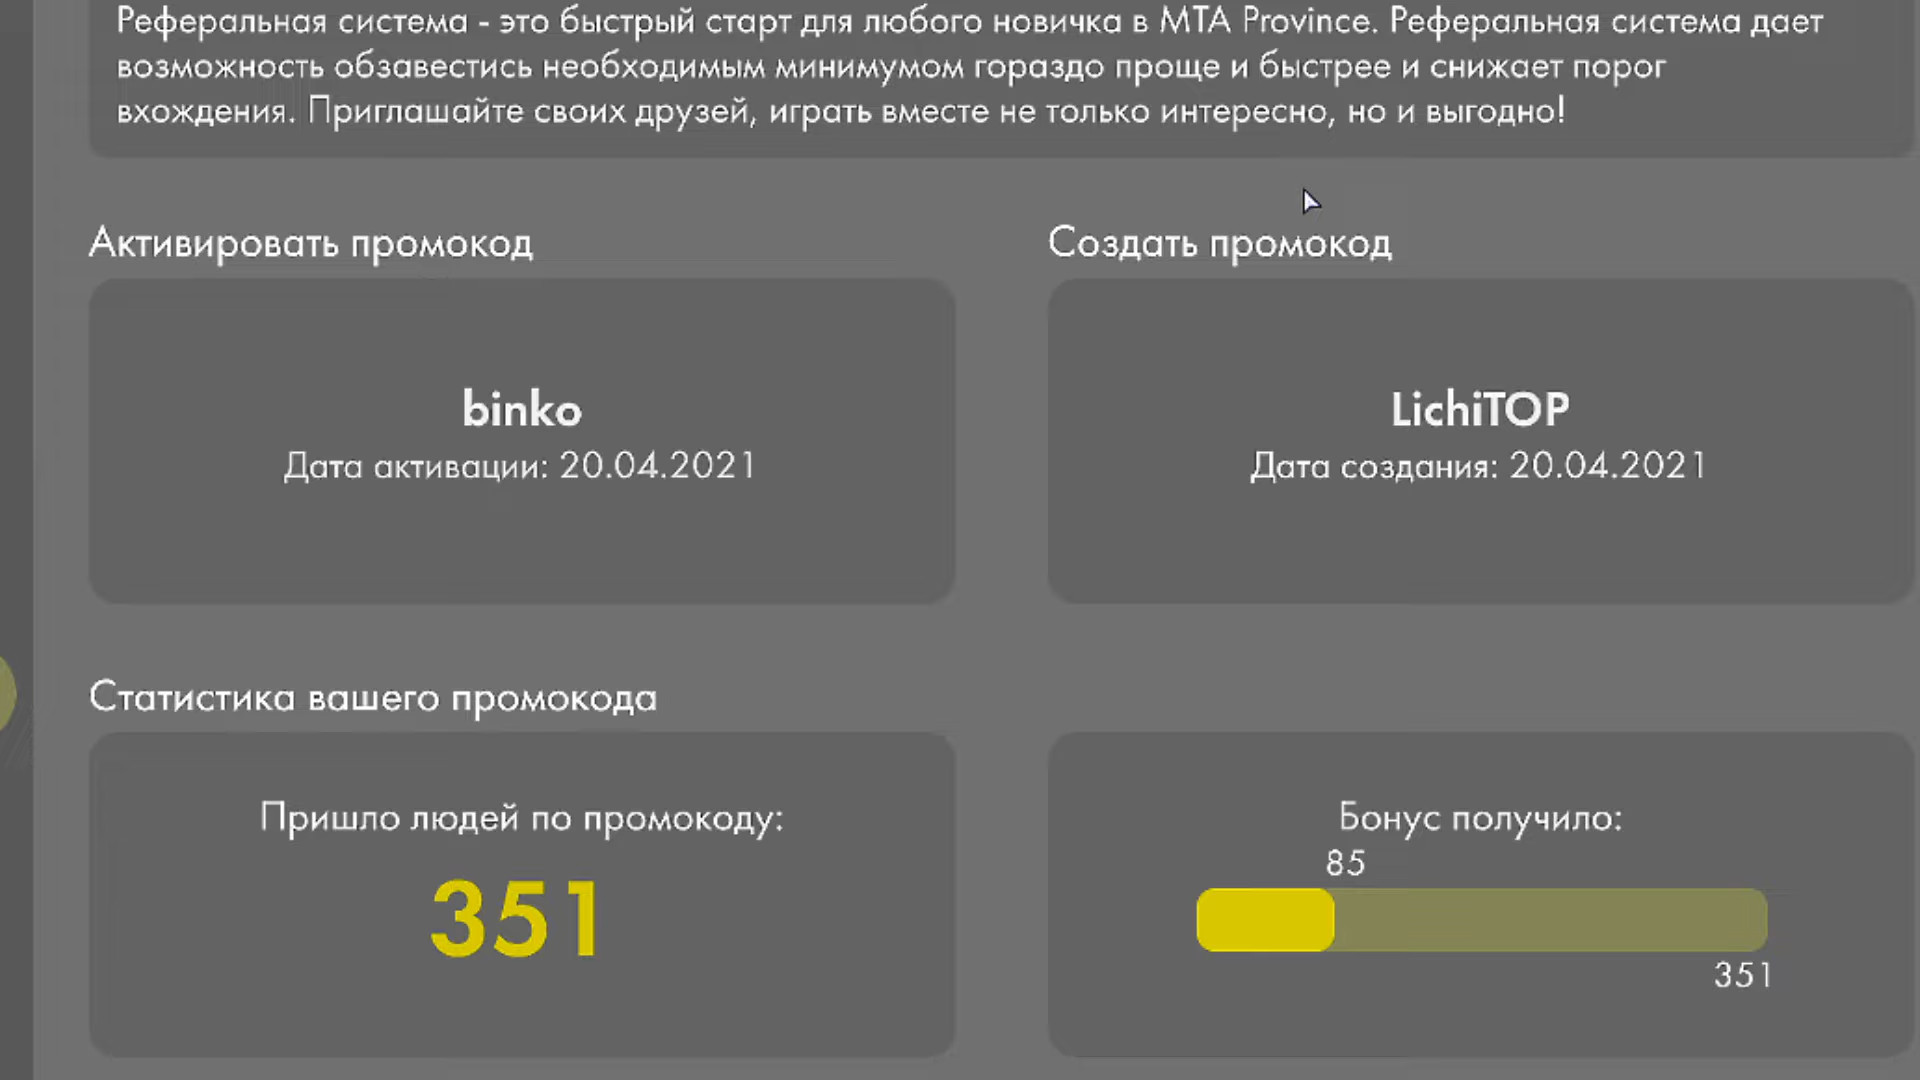 Реферальная система - это быстрый старт для любого новичка в MTA Province. Реферальная система дает
возможность обзавестись необходимым минимумом гораздо проще и быстрее и снижает порог
вхождения. Приглашайте своих друзей, играть вместе не только интересно, но и выгодно!
Активировать промокод
Создать промокод
binko
Дата активации: 20.04.2021
LichiTOP
Дата создания: 20.04.2021
Статистика вашего промокода
Пришло людей по промокоду:
351
Бонус получило:
85
351